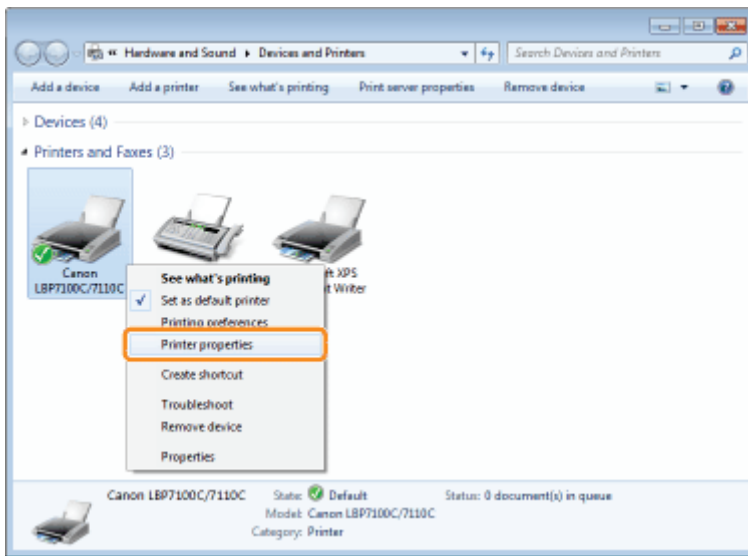 « Hardware and Sound ▸ Devices and Printers
Search Devices and Printers
Add a device Add a printer See what's printing Print server properties Remove device
Devices (4)
Printers and Faxes (3)
Canon
LBP7100C/7110C
XPS
Writer
See what's printing
Set as default printer
Printing preferences
Printer properties
Create shortcut
Troubleshoot
Remove device
Properties
Canon LBP7100C/7110C State: Default Status: 0 document(s) in queue
Model: Canon LBP7100C/7110C
Category: Printer